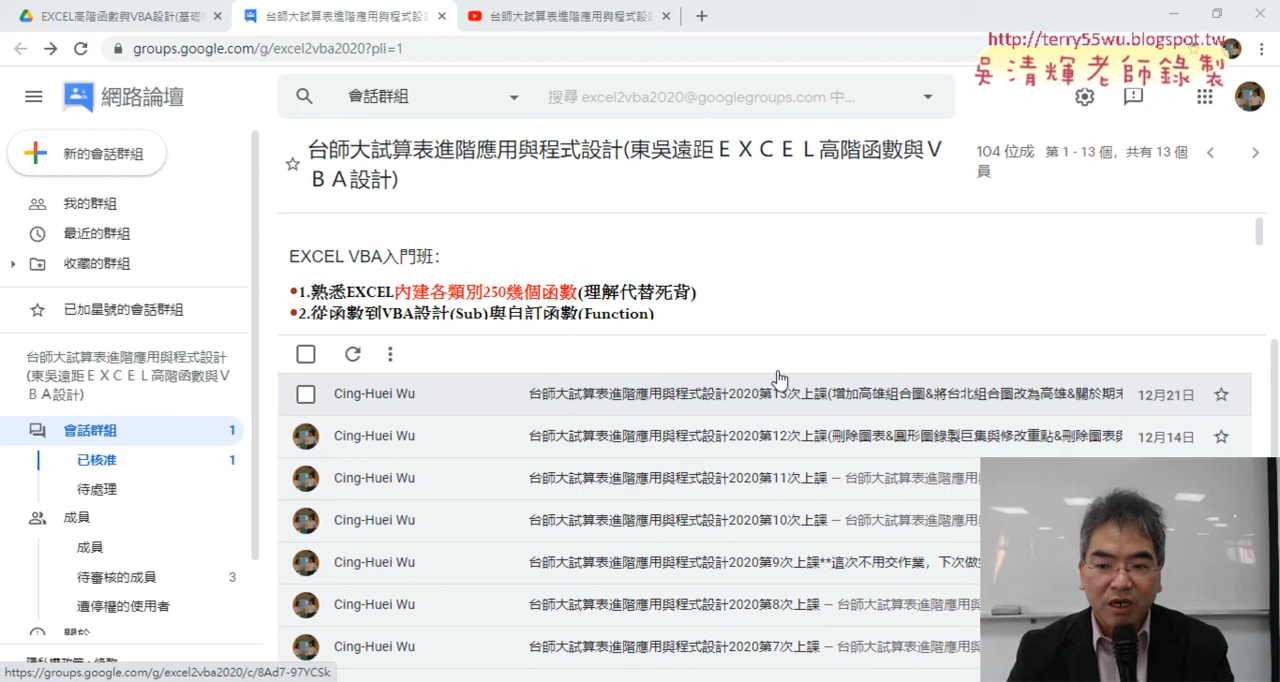 EXCEL高階函數與VBA設計(基礎
台師大試算表進階應用與程式設
台師大試算表進階應用與程式設
groups.google.com/g/excel2vba2020?pli=1
http://terry55wu.blogspot.tw
吳清輝老師錄製
網路論壇
會話群組
搜尋 excel2vba2020@googlegroups.com 中...
新的會話群組
我的群組
最近的群組
收藏的群組
已加星號的會話群組
台師大試算表進階應用與程式設計
(東吳遠距ＥＸＣＥＬ高階函數與Ｖ
ＢＡ設計)
會話群組 1
已核准 1
待處理
成員
成員
待審核的成員 3
遭停權的使用者
關於
台師大試算表進階應用與程式設計(東吳遠距ＥＸＣＥＬ高階函數與Ｖ
ＢＡ設計)
104 位成
員
第 1 - 13 個，共有 13 個
EXCEL VBA入門班：
•1.熟悉EXCEL內建各類別250幾個函數(理解代替死背)
•2.從函數到VBA設計(Sub)與自訂函數(Function)
Cing-Huei Wu 台師大試算表進階應用與程式設計2020第13次上課(增加高雄組合圖&將台北組合圖改為高雄&關於期末 12月21日
Cing-Huei Wu 台師大試算表進階應用與程式設計2020第12次上課(刪除圖表&圓形圖錄製巨集與修改重點&刪除圖表與 12月14日
Cing-Huei Wu 台師大試算表進階應用與程式設計2020第11次上課 – 台師大試算表進階應用與程式設
Cing-Huei Wu 台師大試算表進階應用與程式設計2020第10次上課 – 台師大試算表進階應用與程式設
Cing-Huei Wu 台師大試算表進階應用與程式設計2020第9次上課**這次不用交作業，下次做
Cing-Huei Wu 台師大試算表進階應用與程式設計2020第8次上課 – 台師大試算表進階應用與程式設
Cing-Huei Wu 台師大試算表進階應用與程式設計2020第7次上課 – 台師大試算表進階應用與程式設
https://groups.google.com/g/excel2vba2020/c/8Ad7-97YCSk